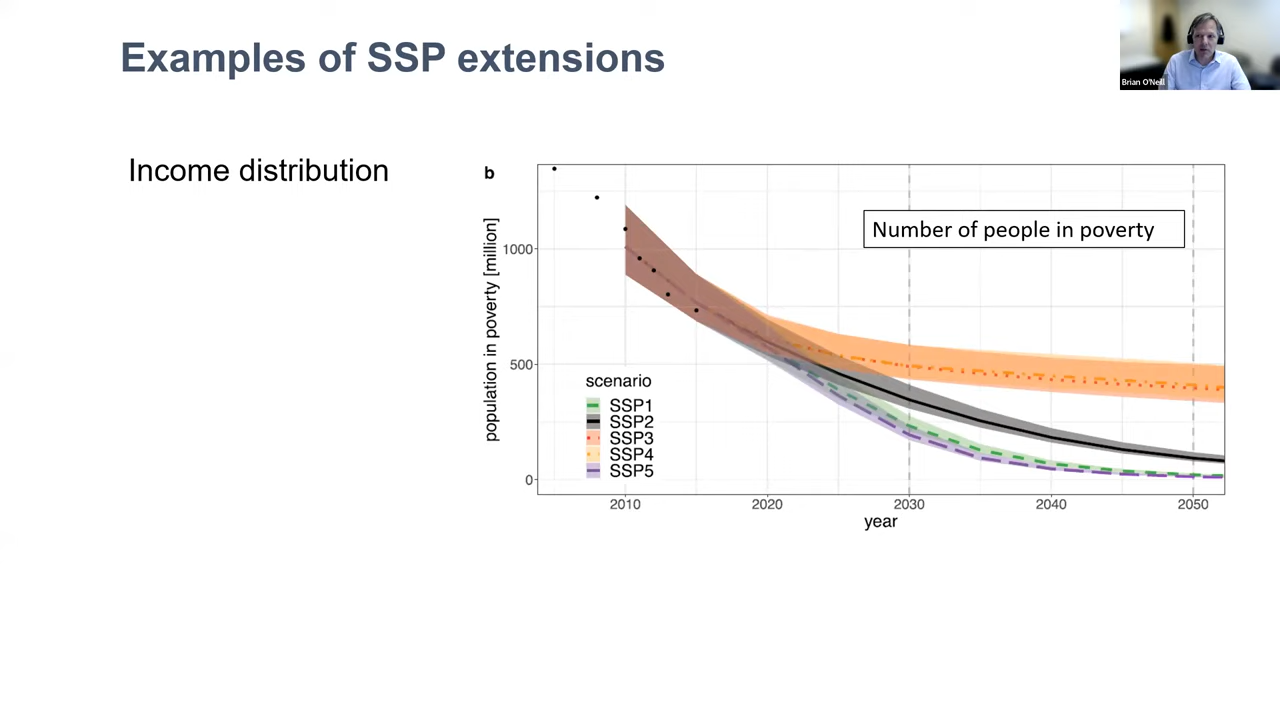 Examples of SSP extensions
Brian O'Neill
Income distribution
b
Number of people in poverty
population in poverty [million]
1000
500
0
scenario
SSP1
SSP2
SSP3
SSP4
SSP5
2010 2020 2030 2040 2050
year